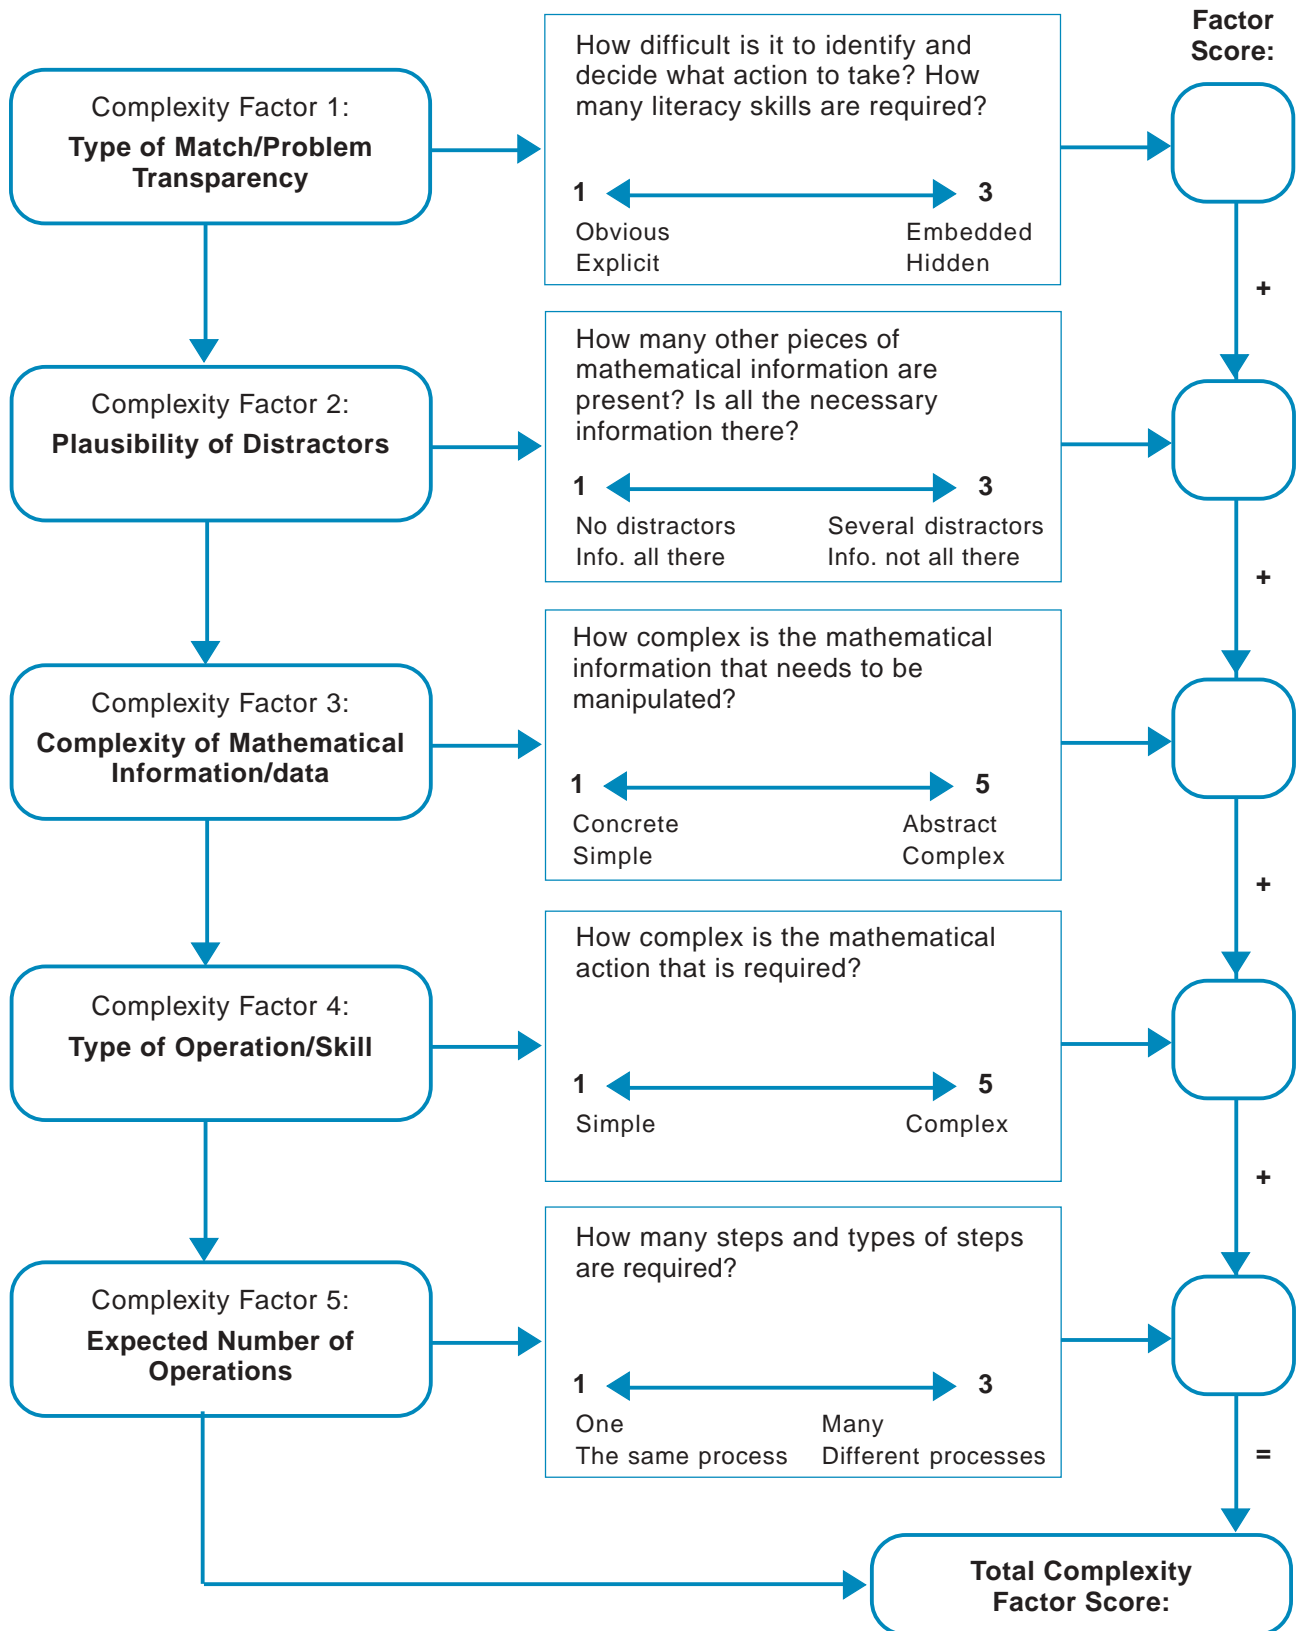 Factor
Score:
Complexity Factor 1:
Type of Match/Problem
Transparency
How difficult is it to identify and
decide what action to take? How
many literacy skills are required?
1 3
Obvious Embedded
Explicit Hidden
+
Complexity Factor 2:
Plausibility of Distractors
How many other pieces of
mathematical information are
present? Is all the necessary
information there?
1 3
No distractors Several distractors
Info. all there Info. not all there
+
Complexity Factor 3:
Complexity of Mathematical
Information/data
How complex is the mathematical
information that needs to be
manipulated?
1 5
Concrete Abstract
Simple Complex
+
Complexity Factor 4:
Type of Operation/Skill
How complex is the mathematical
action that is required?
1 5
Simple Complex
+
Complexity Factor 5:
Expected Number of
Operations
How many steps and types of steps
are required?
1 3
One Many
The same process Different processes
=
Total Complexity
Factor Score: